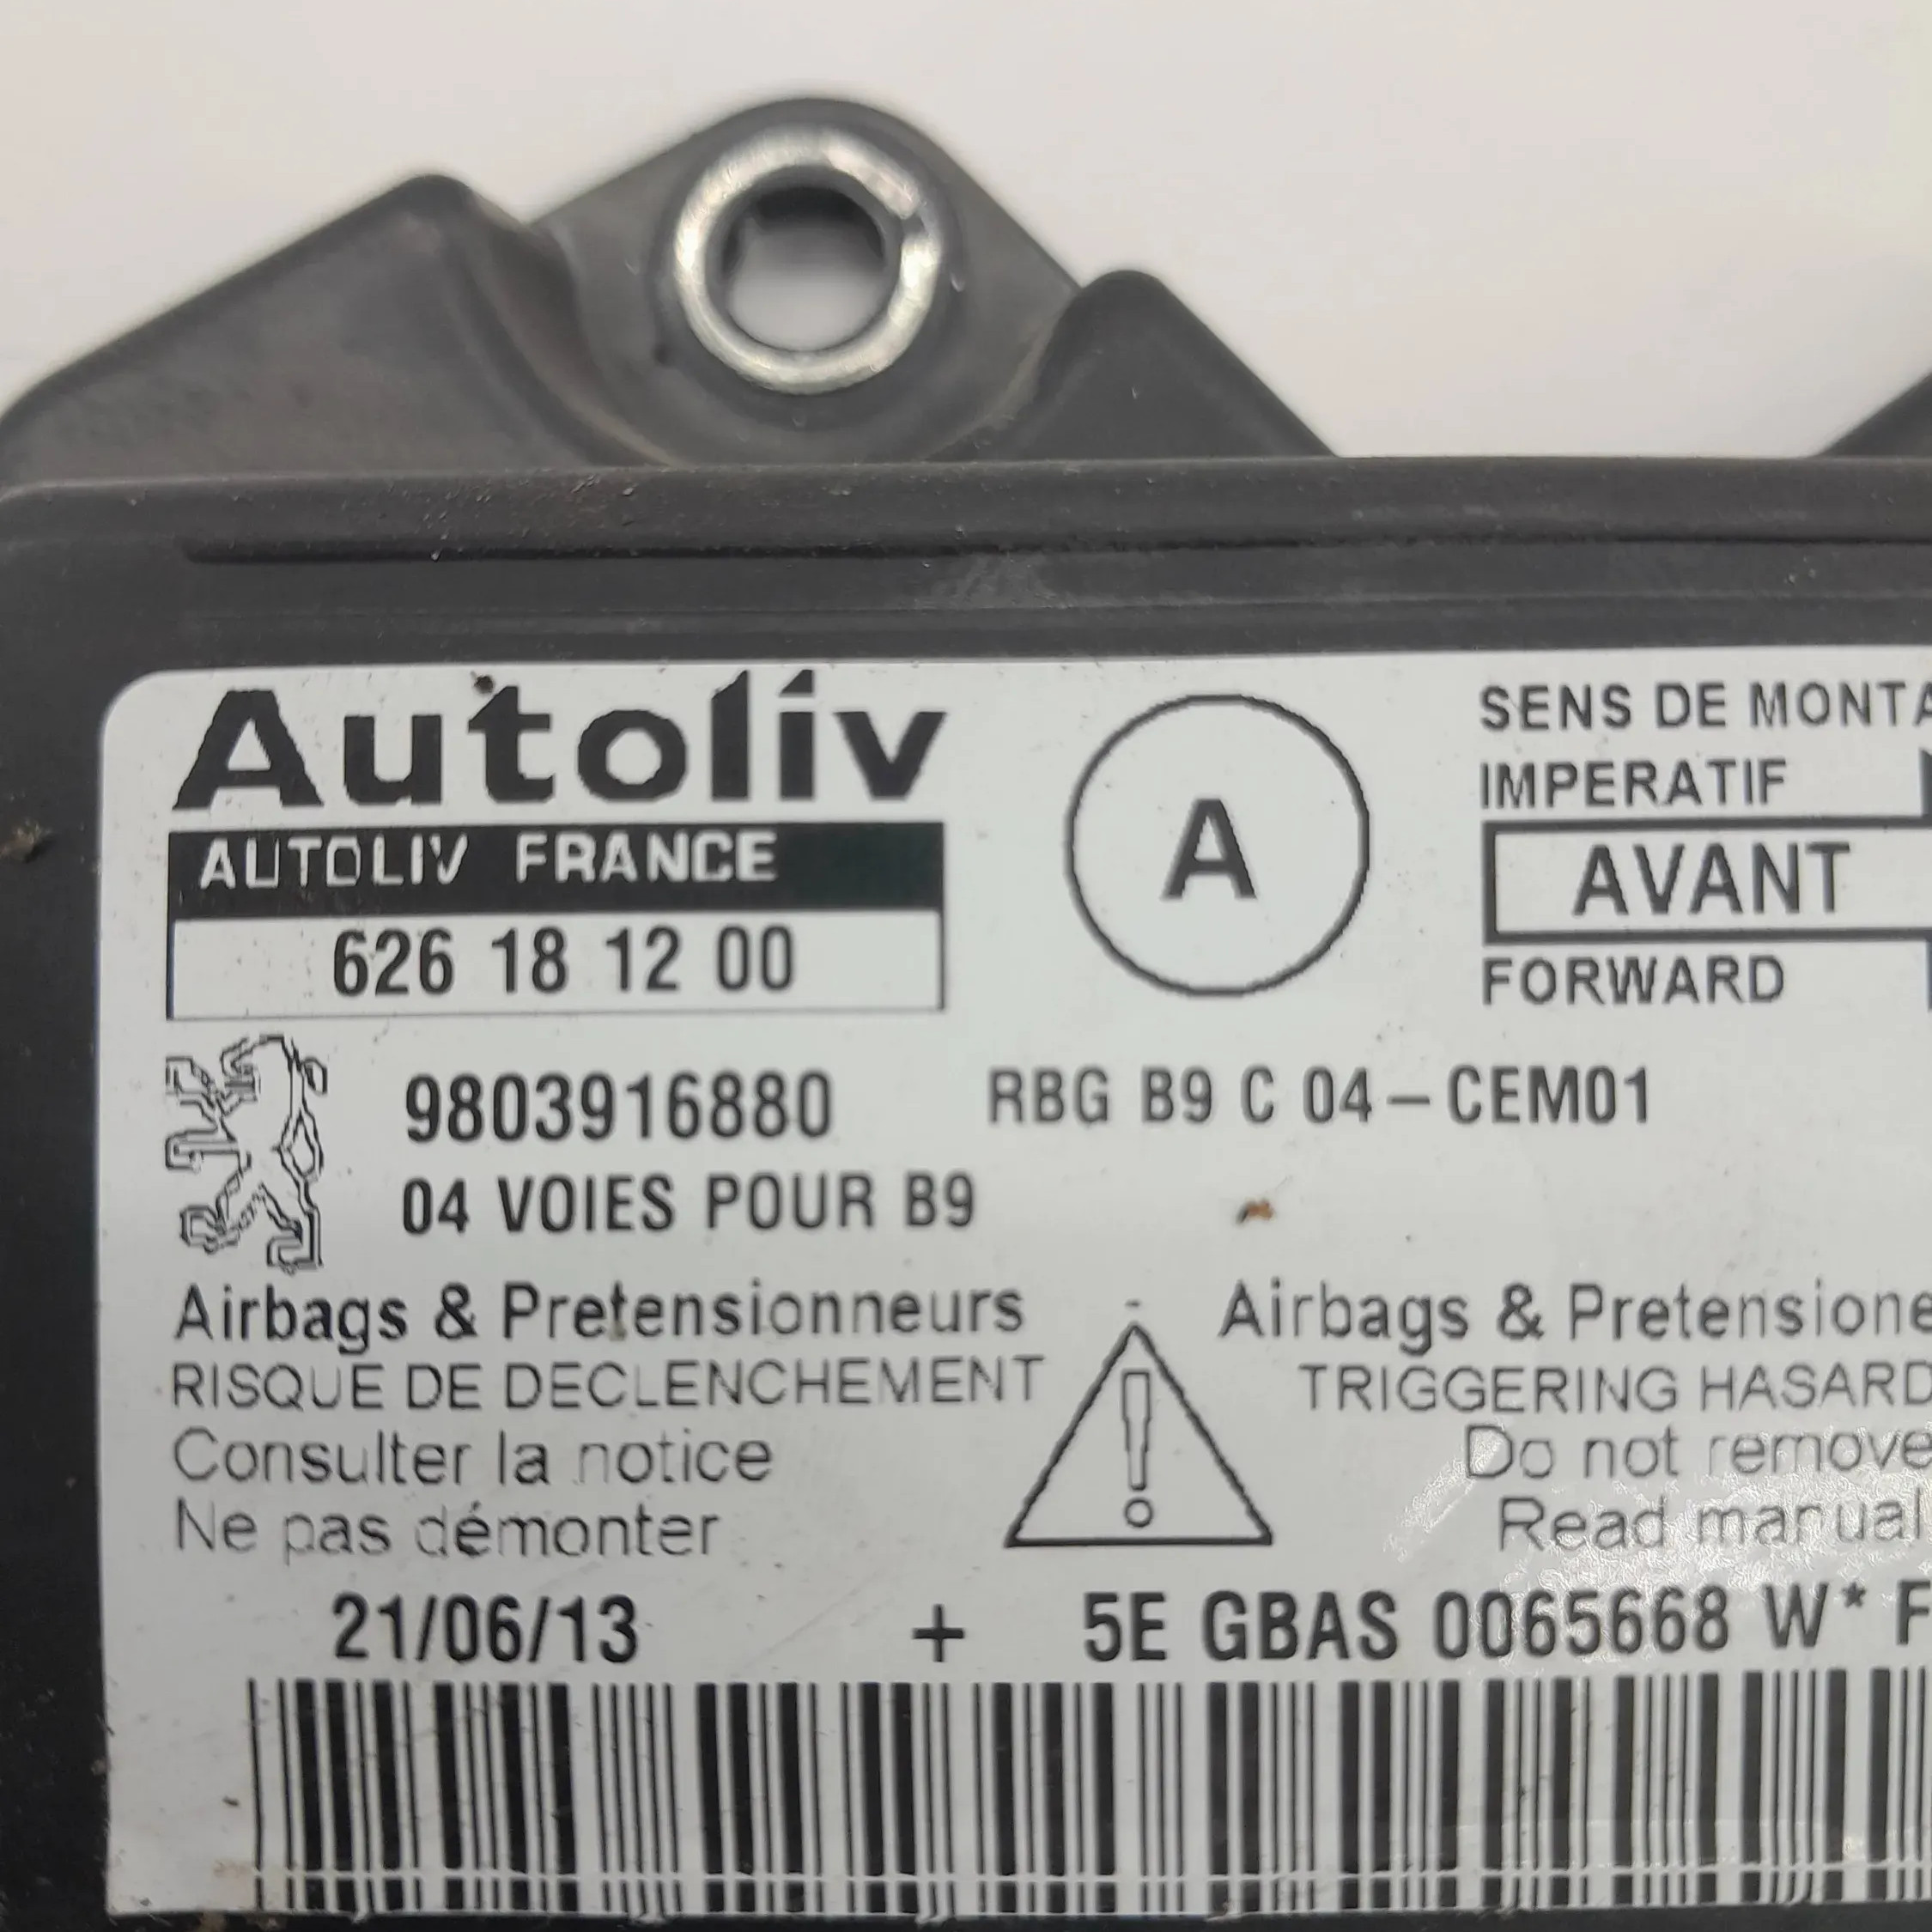 Autoliv
AUTOLIV FRANCE
626 18 12 00
A
SENS DE MONTA
IMPERATIF
AVANT
FORWARD
9803916880
RBG B9 C 04-CEM01
04 VOIES POUR B9
Airbags & Pretensionneurs
RISQUE DE DECLENCHEMENT
Consulter la notice
Ne pas démonter
Airbags & Pretensione
TRIGGERING HASARD
Do not remove
Read manual
21/06/13 + 5E GBAS 0065668 W* F